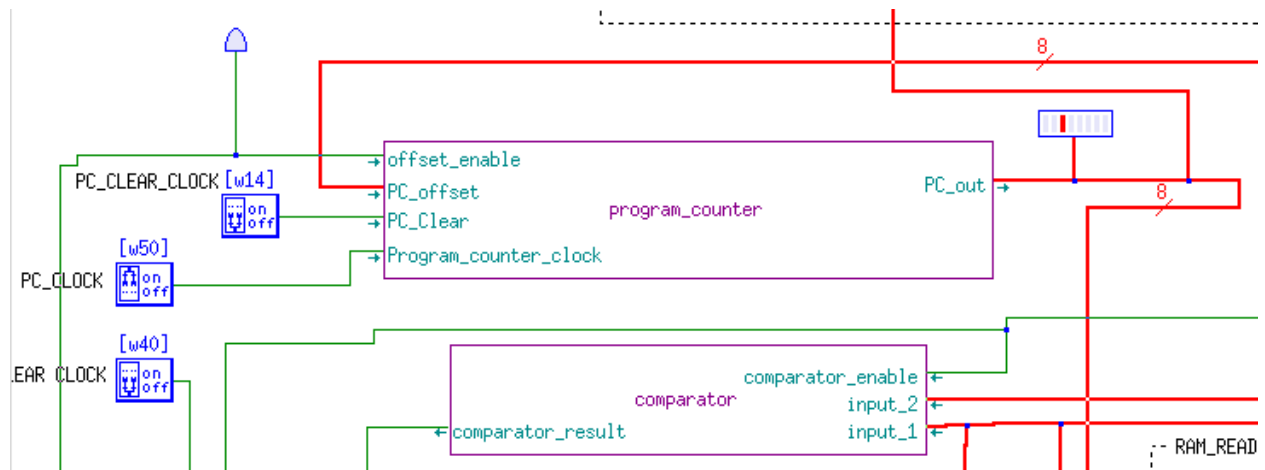 8
offset_enable
PC_CLEAR_CLOCK [w14]
on
off
PC_offset
PC_Clear
Program_counter_clock
program_counter
PC_out
8
[w50]
PC_CLOCK
on
off
[w40]
EAR CLOCK
on
off
comparator_enable
comparator
input_2
comparator_result
input_1
RAM_READ